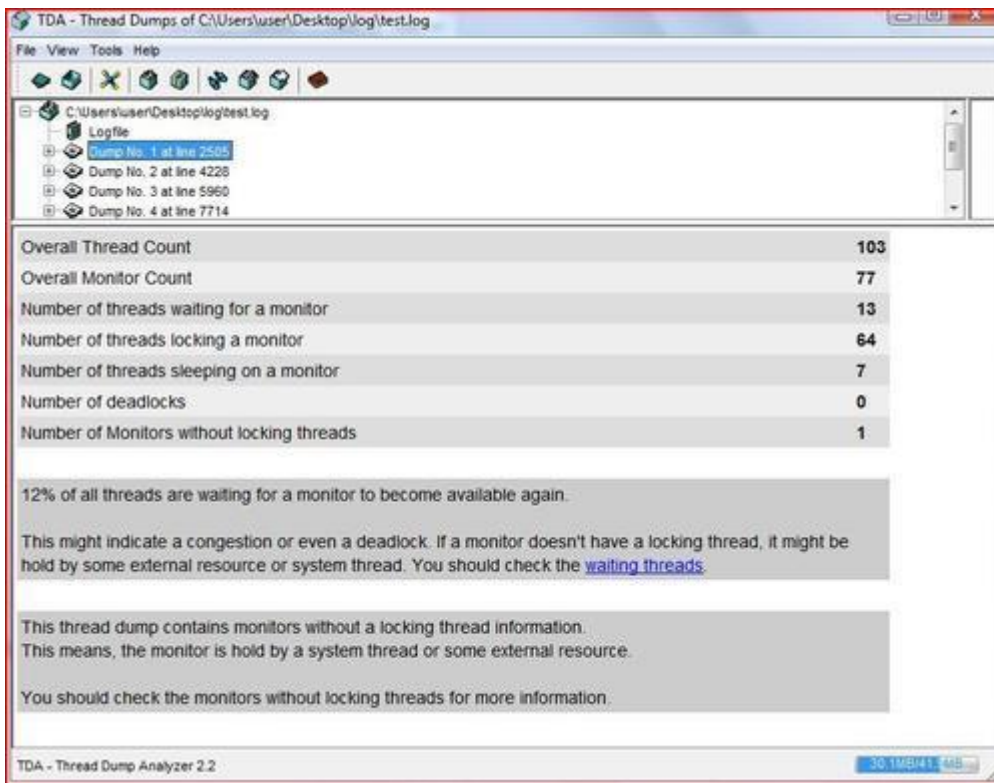 TDA - Thread Dumps of C:\Users\user\Desktop\log\test.log
File View Tools Help
C:\Users\user\Desktop\log\test.log
Logfile
Dump No. 1 at line 2505
Dump No. 2 at line 4228
Dump No. 3 at line 5960
Dump No. 4 at line 7714
Overall Thread Count 103
Overall Monitor Count 77
Number of threads waiting for a monitor 13
Number of threads locking a monitor 64
Number of threads sleeping on a monitor 7
Number of deadlocks 0
Number of Monitors without locking threads 1
12% of all threads are waiting for a monitor to become available again.
This might indicate a congestion or even a deadlock. If a monitor doesn't have a locking thread, it might be
hold by some external resource or system thread. You should check the waiting threads.
This thread dump contains monitors without a locking thread information.
This means, the monitor is hold by a system thread or some external resource.
You should check the monitors without locking threads for more information.
TDA - Thread Dump Analyzer 2.2